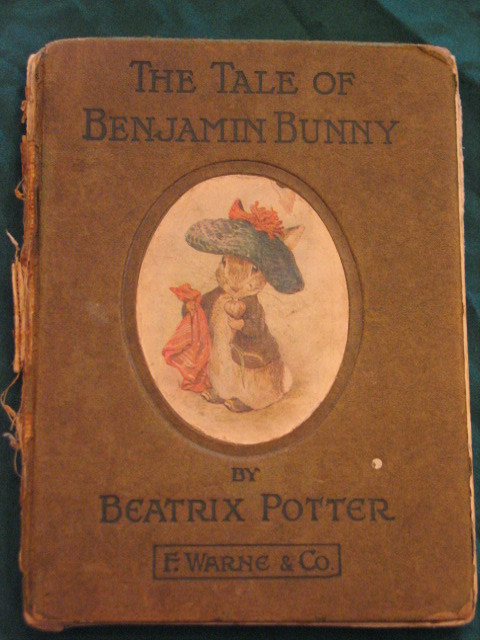 The Tale of
Benjamin Bunny
by
Beatrix Potter
F. Warne & Co.